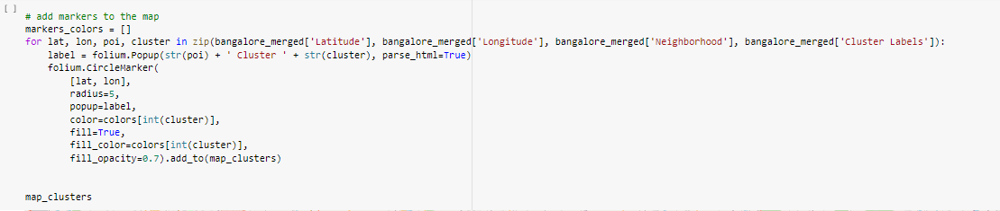 [ ]
# add markers to the map
markers_colors = []
for lat, lon, poi, cluster in zip(bangalore_merged['Latitude'], bangalore_merged['Longitude'], bangalore_merged['Neighborhood'], bangalore_merged['Cluster Labels']):
    label = folium.Popup(str(poi) + ' Cluster ' + str(cluster), parse_html=True)
    folium.CircleMarker(
        [lat, lon],
        radius=5,
        popup=label,
        color=colors[int(cluster)],
        fill=True,
        fill_color=colors[int(cluster)],
        fill_opacity=0.7).add_to(map_clusters)
map_clusters